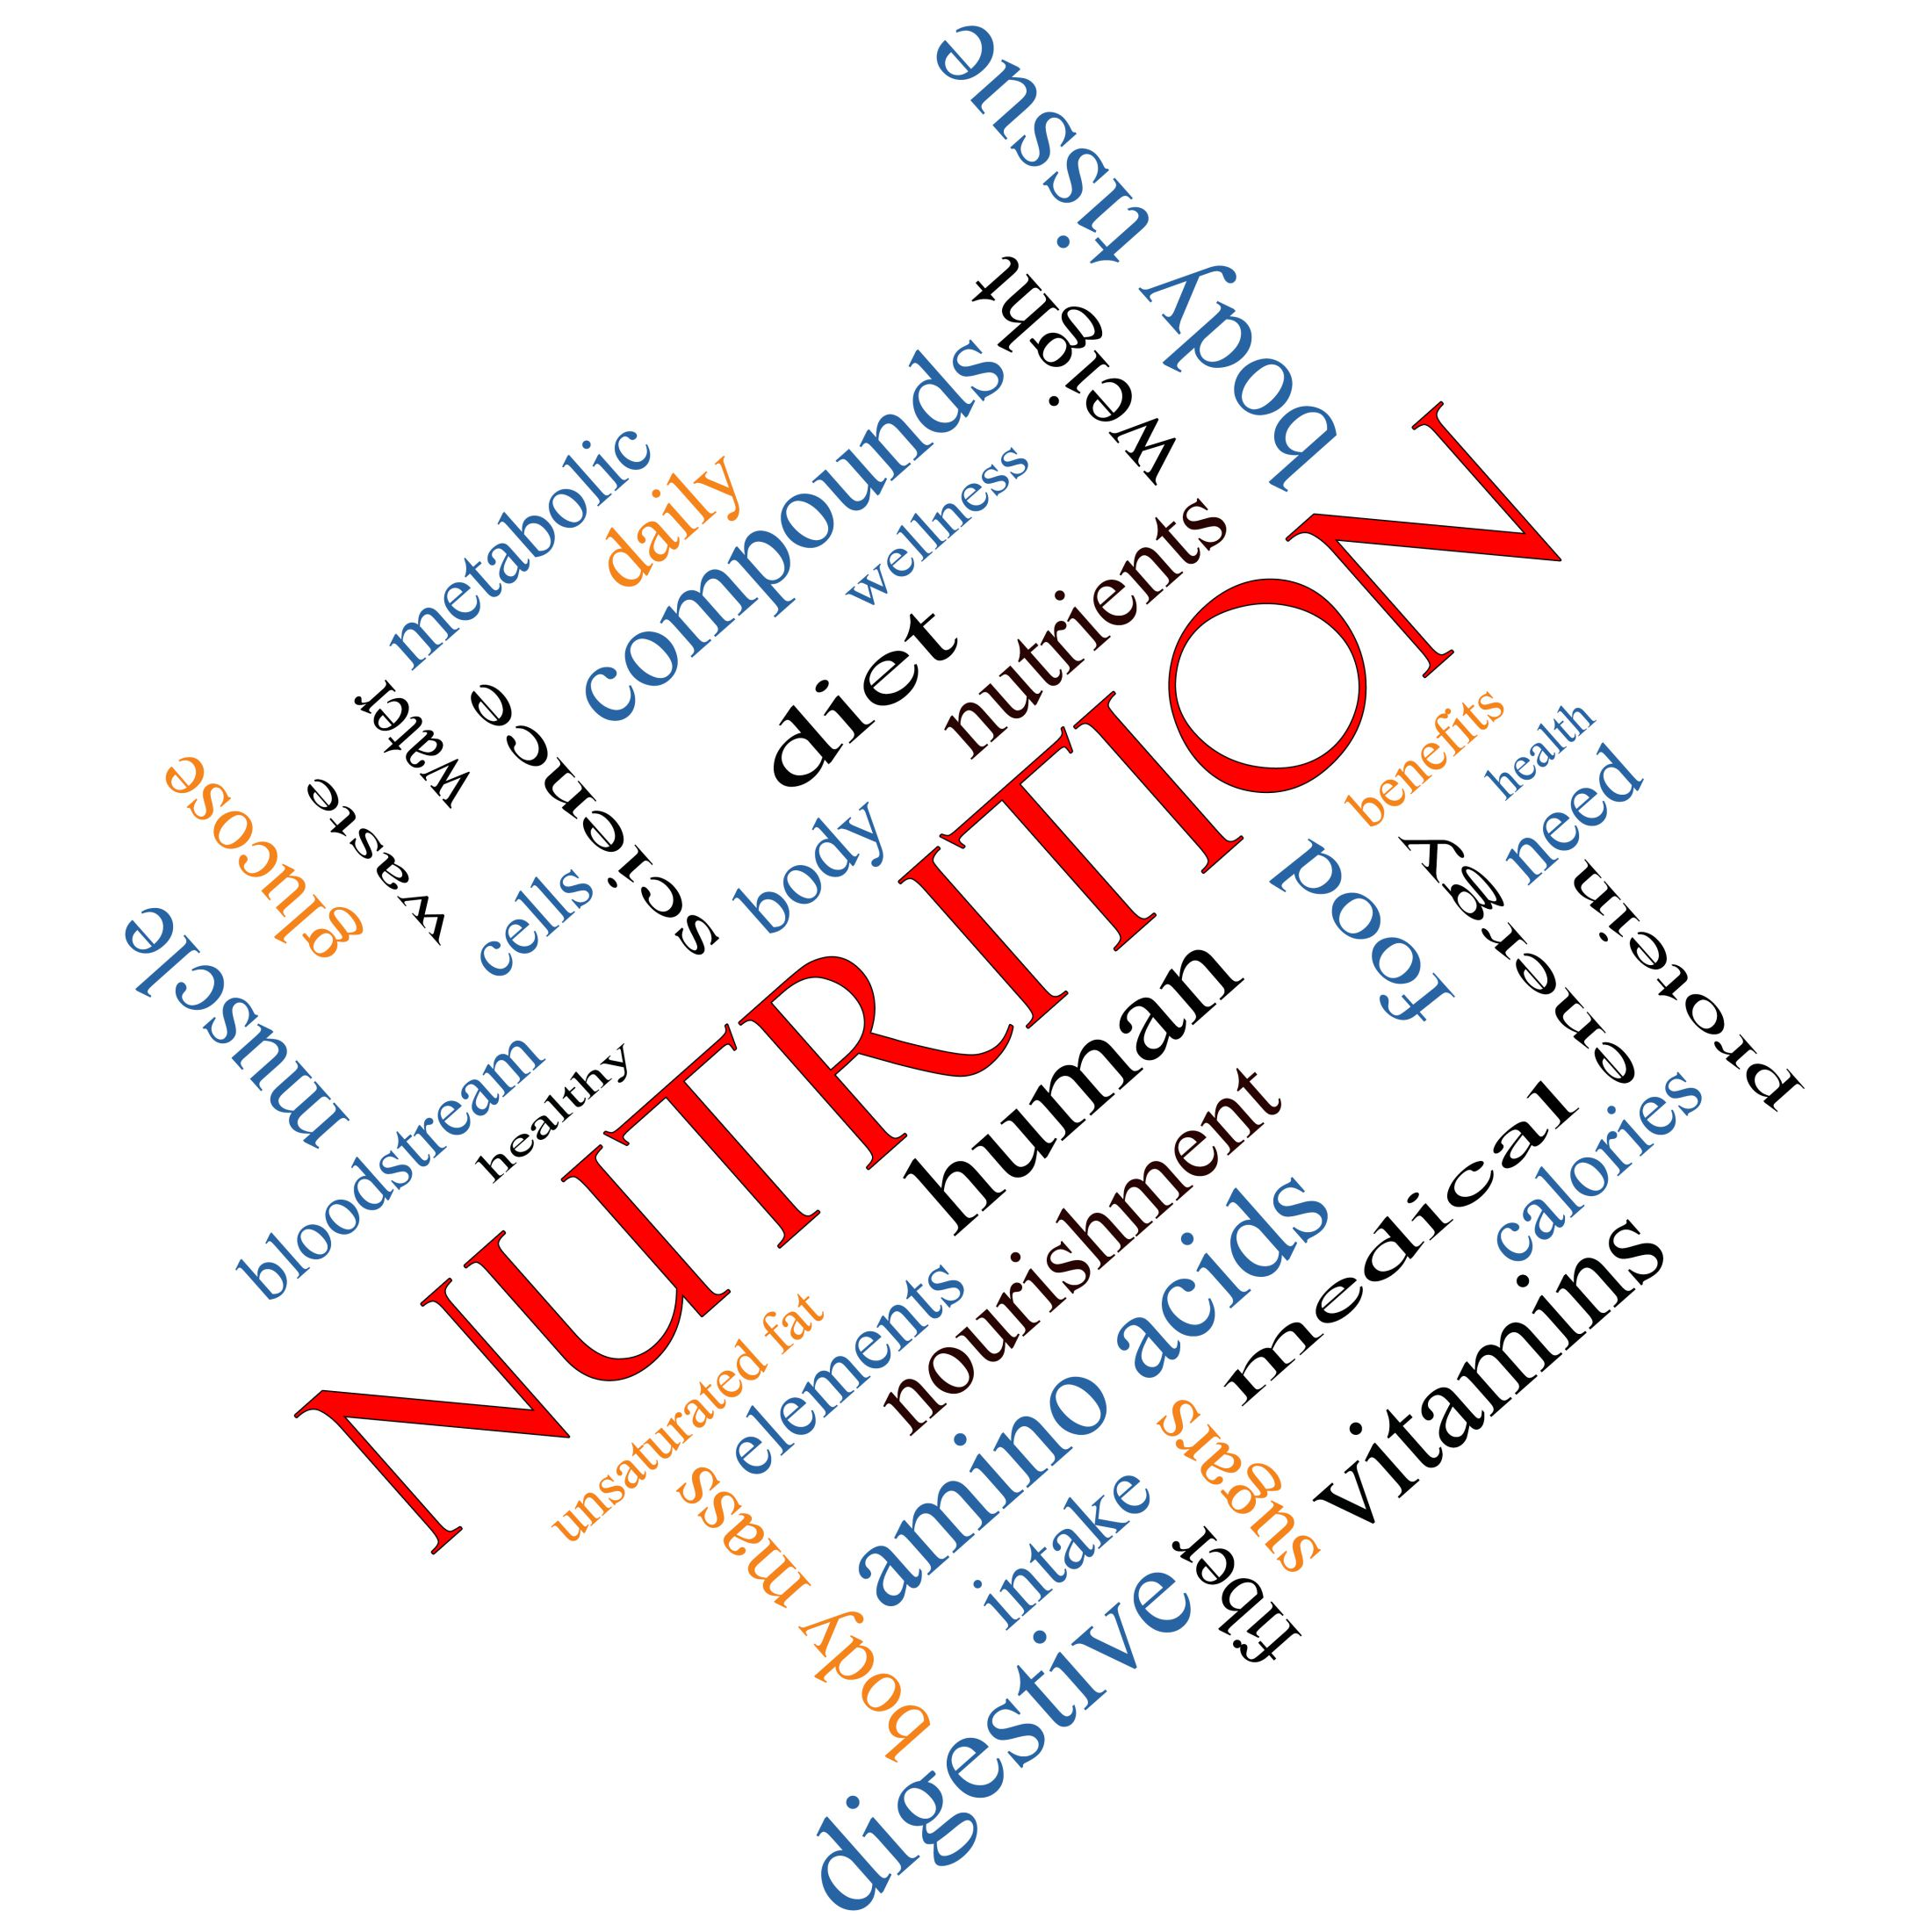 body tissue
weight
compounds
metabolic
daily
wellness
nutrients
diet
NUTRITION
water
science
glucose
waste
cells
body
benefits
health
need
food
energy
protein
muscle
bloodstream
healthy
human
nourishment
medical
calories
vitamins
amino acids
elements
unsaturated fat
sugars
sugars
body
intake
fiber
digestive